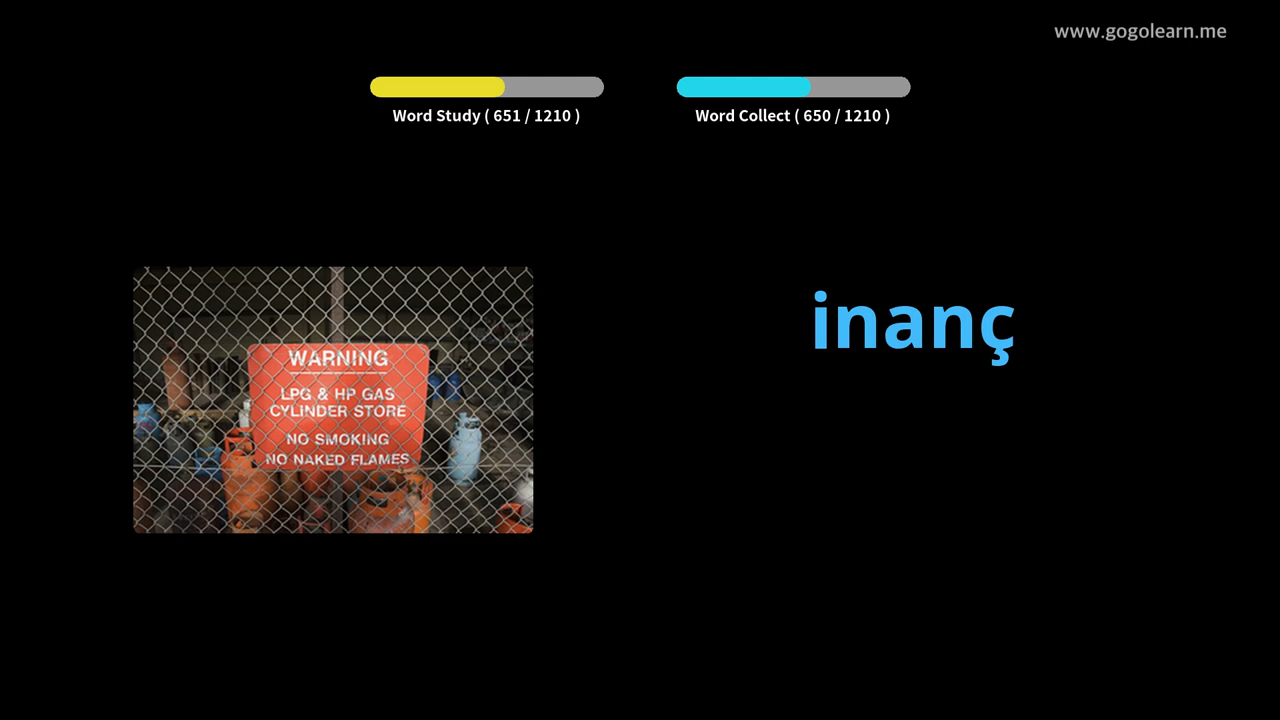 www.gogolearn.me
Word Study ( 651 / 1210 )
Word Collect ( 650 / 1210 )
WARNING
LPG & HP GAS
CYLINDER STORE
NO SMOKING
NO NAKED FLAMES
inanç